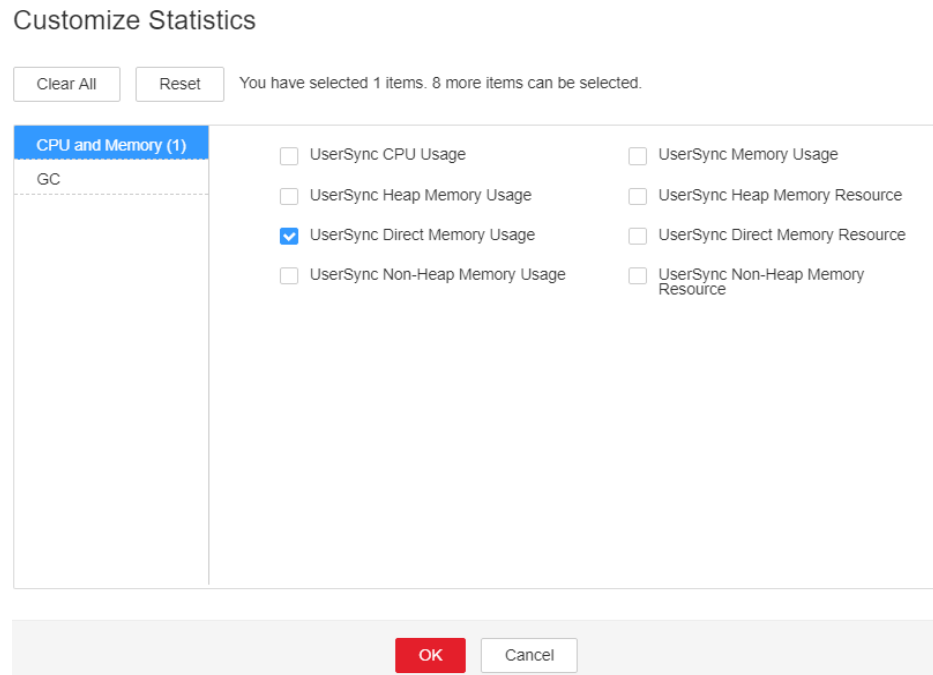 Customize Statistics
Clear All
Reset
You have selected 1 items. 8 more items can be selected.
CPU and Memory (1)
GC
UserSync CPU Usage
UserSync Memory Usage
UserSync Heap Memory Usage
UserSync Heap Memory Resource
UserSync Direct Memory Usage
UserSync Direct Memory Resource
UserSync Non-Heap Memory Usage
UserSync Non-Heap Memory
Resource
OK
Cancel